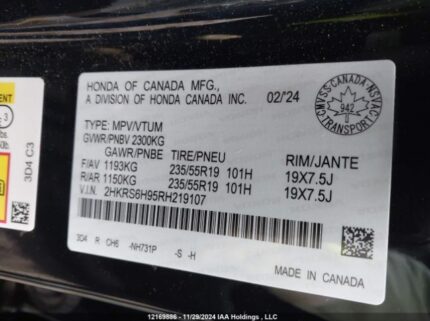 HONDA OF CANADA MFG.,
A DIVISION OF HONDA CANADA INC. 02/'24
CMVSS CANADA NSVAC
942
TRANSPORT
TYPE: MPV/VTUM
GVWR/PNBV 2300KG
GAWR/PNBE TIRE/PNEU RIM/JANTE
F/AV 1193KG 235/55R19 101H 19X7.5J
R/AR 1150KG 235/55R19 101H 19X7.5J
V.I.N. 2HKRS6H95RH219107
3D4 R CH6 -NH731P -S -H
MADE IN CANADA
3
3D4 C3
12169886 - 11/29/2024 IAA Holdings , LLC